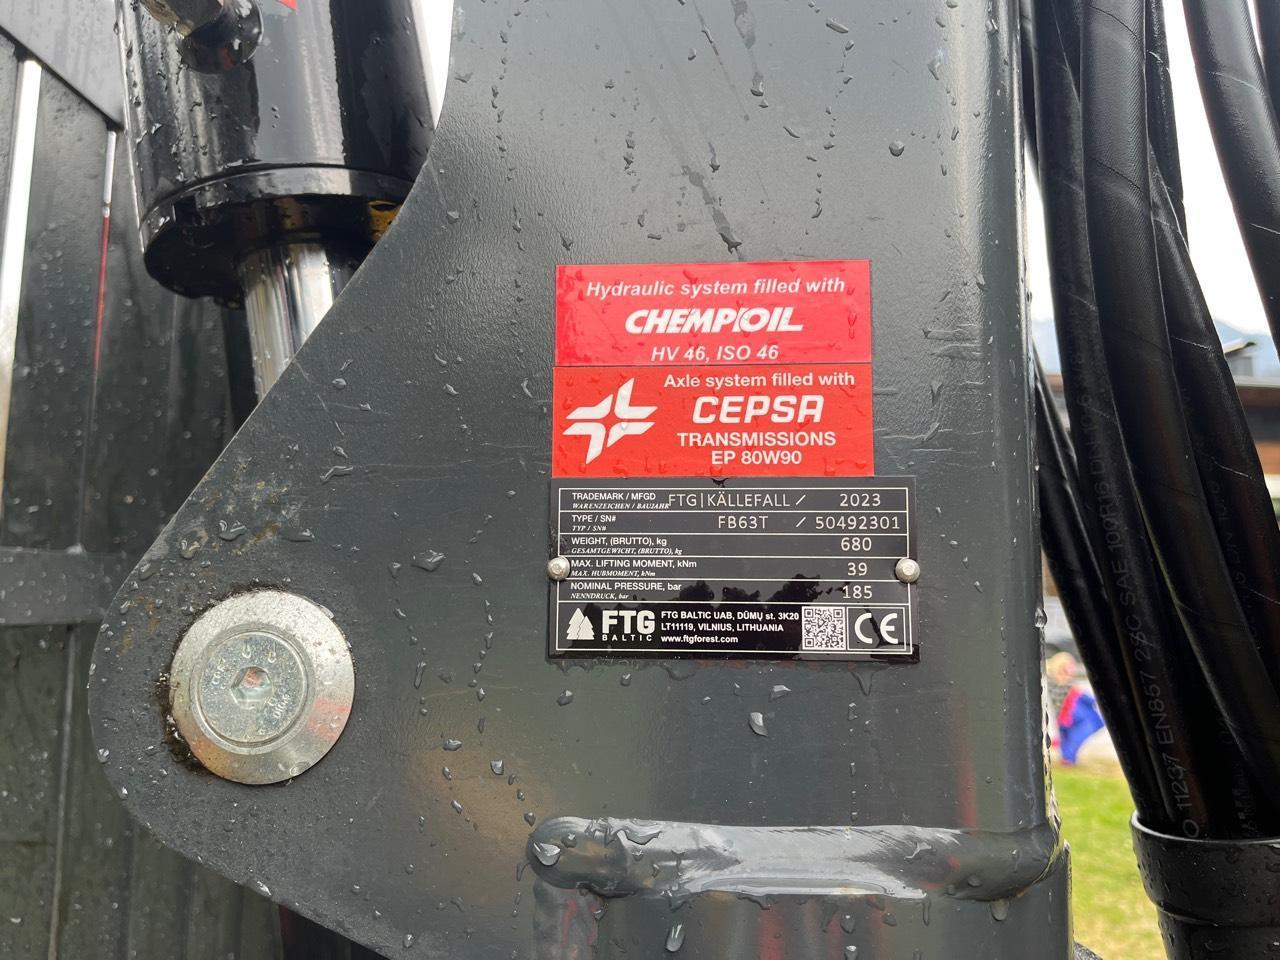 Hydraulic system filled with
CHEMPIOIL
HV 46, ISO 46
Axle system filled with
CEPSA
TRANSMISSIONS
EP 80W90
TRADEMARK / MFGD FTG|KÄLLEFALL / 2023
WARENZEICHEN / BAUJAHR
TYPE / SN# FB63T / 50492301
TYP / SN#
WEIGHT, (BRUTTO), kg 680
GESAMTGEWICHT, (BRUTTO), kg
MAX. LIFTING MOMENT, kNm 39
MAX. HUBMOMENT, kNm
NOMINAL PRESSURE, bar 185
NENNDRUCK, bar
FTG
BALTIC
FTG BALTIC UAB, DŪMŲ st. 3K20
LT11119, VILNIUS, LITHUANIA
www.ftgforest.com
CE
11237 EN857 2/SC SAE 100R16 DN10